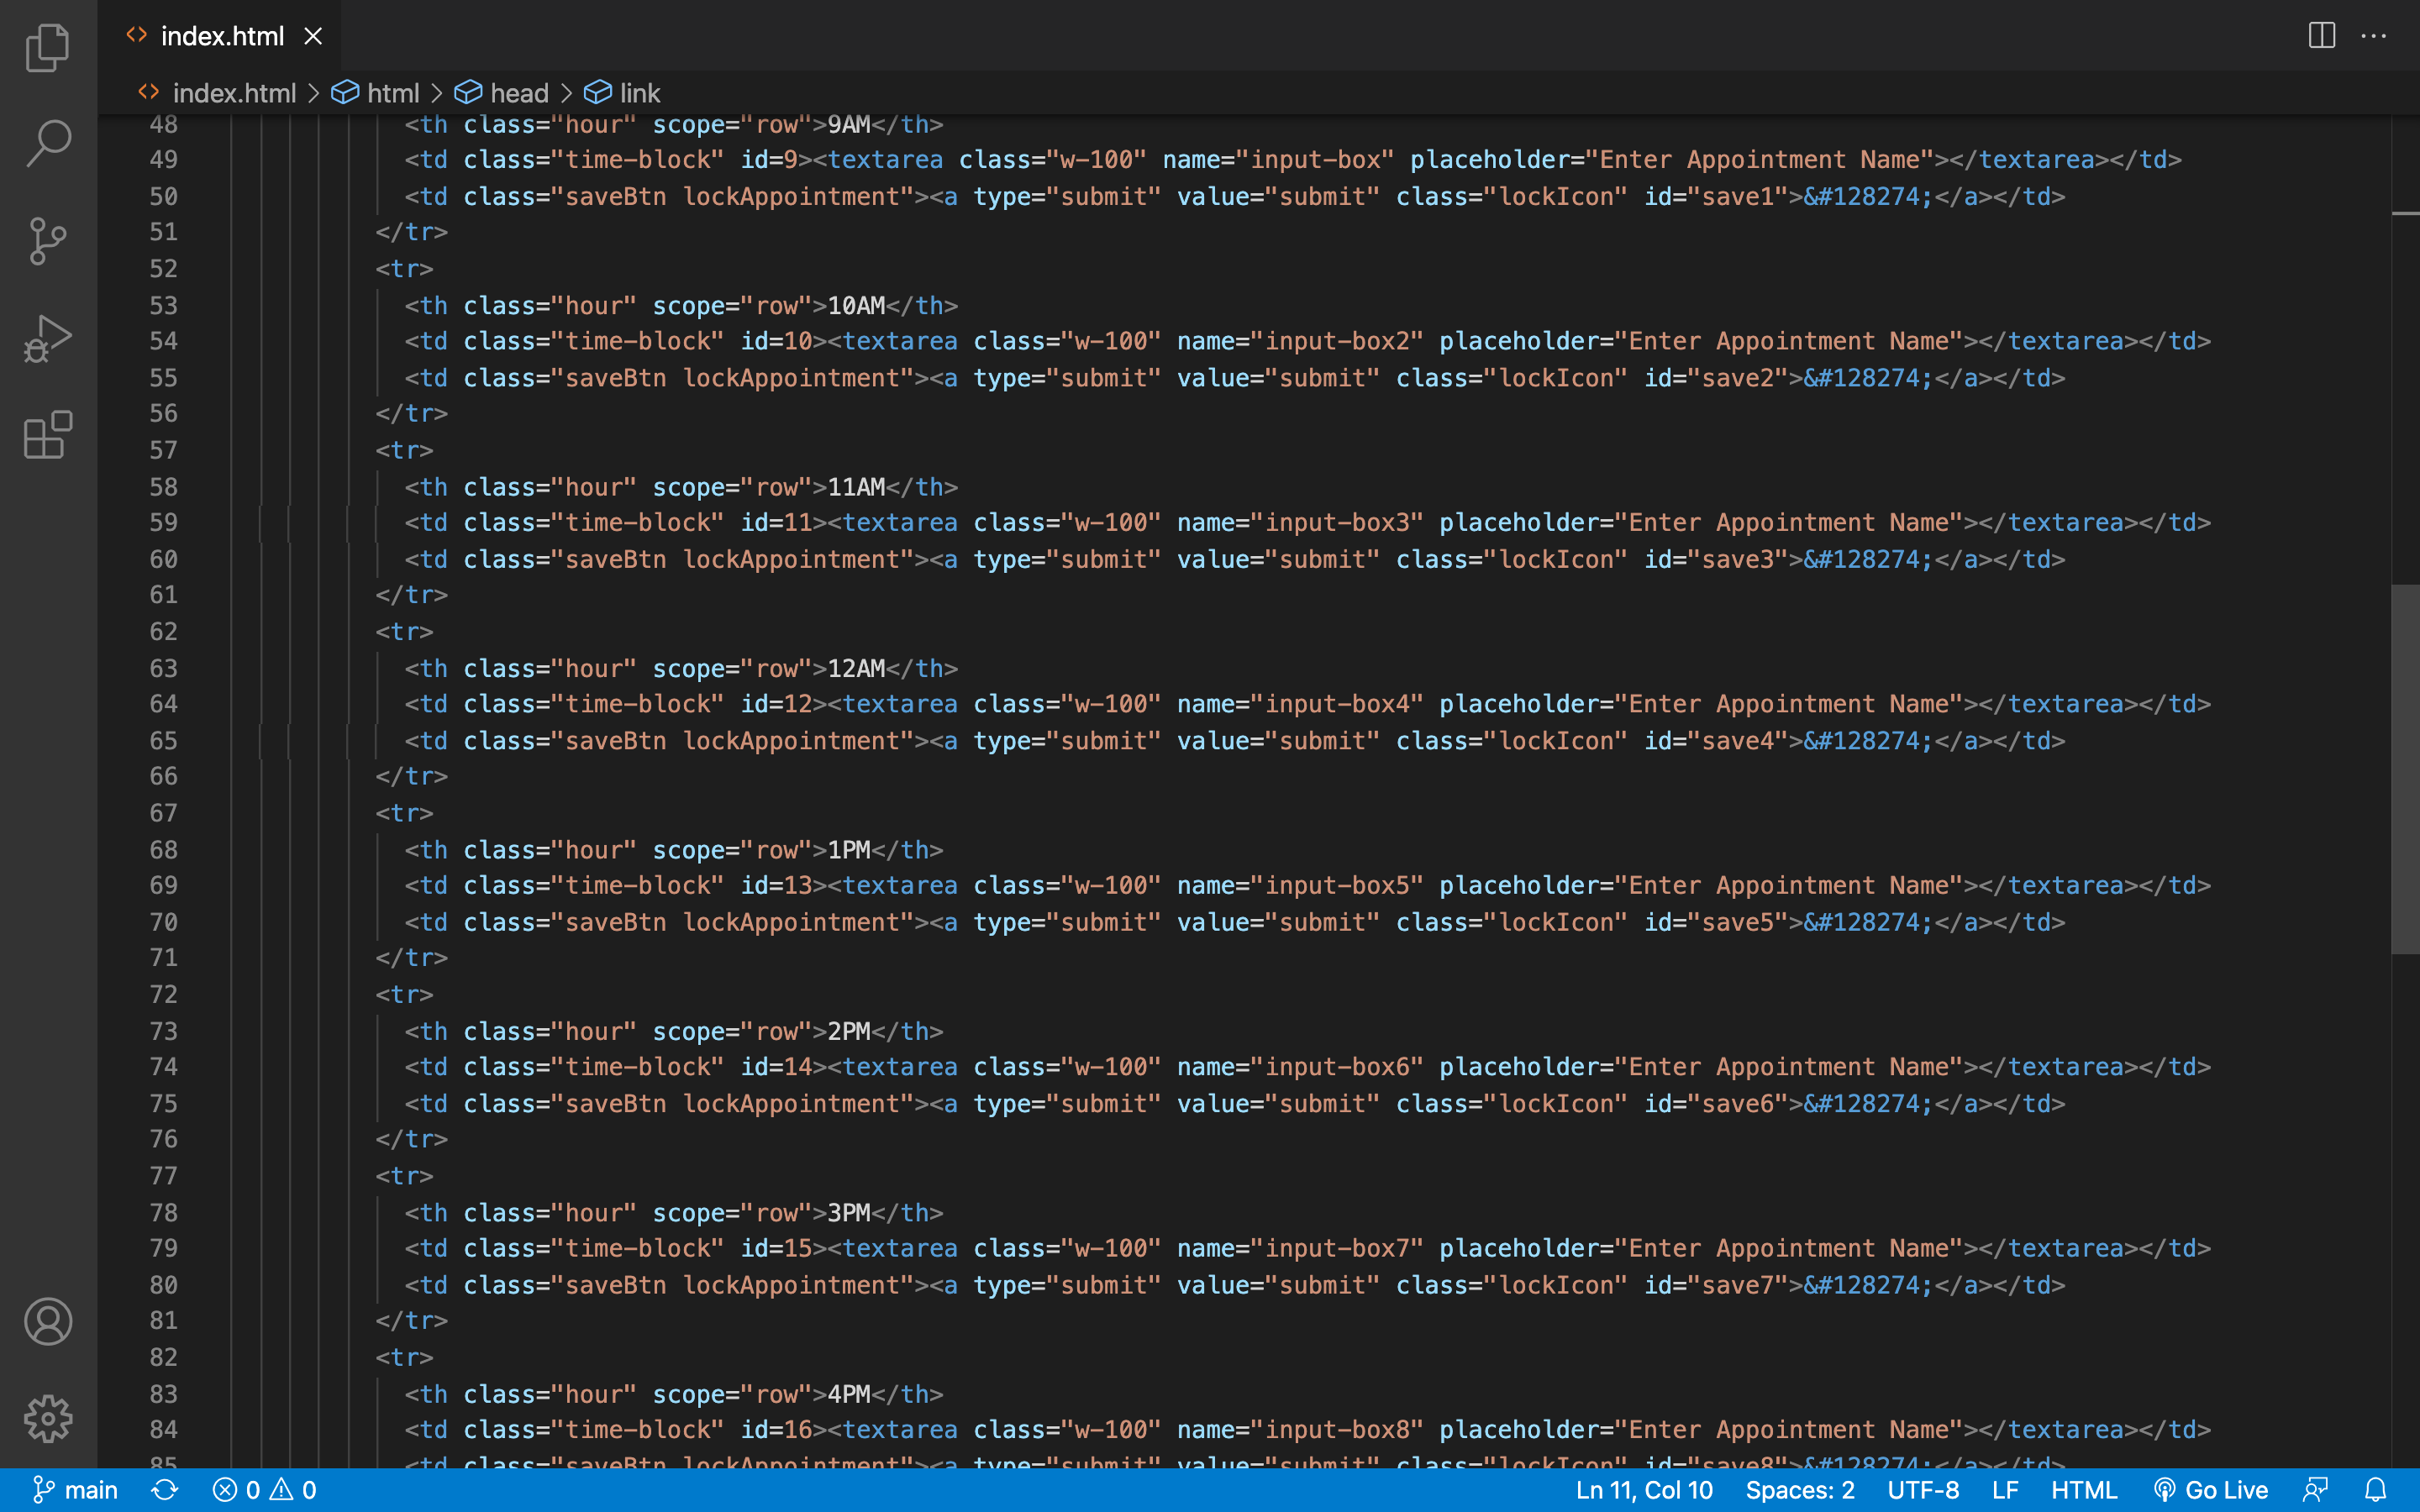 index.html
index.html > html > head > link
48 <th class="hour" scope="row">9AM</th>
49 <td class="time-block" id=9><textarea class="w-100" name="input-box" placeholder="Enter Appointment Name"></textarea></td>
50 <td class="saveBtn lockAppointment"><a type="submit" value="submit" class="lockIcon" id="save1">&#128274;</a></td>
51 </tr>
52 <tr>
53 <th class="hour" scope="row">10AM</th>
54 <td class="time-block" id=10><textarea class="w-100" name="input-box2" placeholder="Enter Appointment Name"></textarea></td>
55 <td class="saveBtn lockAppointment"><a type="submit" value="submit" class="lockIcon" id="save2">&#128274;</a></td>
56 </tr>
57 <tr>
58 <th class="hour" scope="row">11AM</th>
59 <td class="time-block" id=11><textarea class="w-100" name="input-box3" placeholder="Enter Appointment Name"></textarea></td>
60 <td class="saveBtn lockAppointment"><a type="submit" value="submit" class="lockIcon" id="save3">&#128274;</a></td>
61 </tr>
62 <tr>
63 <th class="hour" scope="row">12AM</th>
64 <td class="time-block" id=12><textarea class="w-100" name="input-box4" placeholder="Enter Appointment Name"></textarea></td>
65 <td class="saveBtn lockAppointment"><a type="submit" value="submit" class="lockIcon" id="save4">&#128274;</a></td>
66 </tr>
67 <tr>
68 <th class="hour" scope="row">1PM</th>
69 <td class="time-block" id=13><textarea class="w-100" name="input-box5" placeholder="Enter Appointment Name"></textarea></td>
70 <td class="saveBtn lockAppointment"><a type="submit" value="submit" class="lockIcon" id="save5">&#128274;</a></td>
71 </tr>
72 <tr>
73 <th class="hour" scope="row">2PM</th>
74 <td class="time-block" id=14><textarea class="w-100" name="input-box6" placeholder="Enter Appointment Name"></textarea></td>
75 <td class="saveBtn lockAppointment"><a type="submit" value="submit" class="lockIcon" id="save6">&#128274;</a></td>
76 </tr>
77 <tr>
78 <th class="hour" scope="row">3PM</th>
79 <td class="time-block" id=15><textarea class="w-100" name="input-box7" placeholder="Enter Appointment Name"></textarea></td>
80 <td class="saveBtn lockAppointment"><a type="submit" value="submit" class="lockIcon" id="save7">&#128274;</a></td>
81 </tr>
82 <tr>
83 <th class="hour" scope="row">4PM</th>
84 <td class="time-block" id=16><textarea class="w-100" name="input-box8" placeholder="Enter Appointment Name"></textarea></td>
85 <td class="saveBtn lockAppointment"><a type="submit" value="submit" class="lockIcon" id="save8">&#128274;</a></td>
main 0 0 Ln 11, Col 10 Spaces: 2 UTF-8 LF HTML Go Live